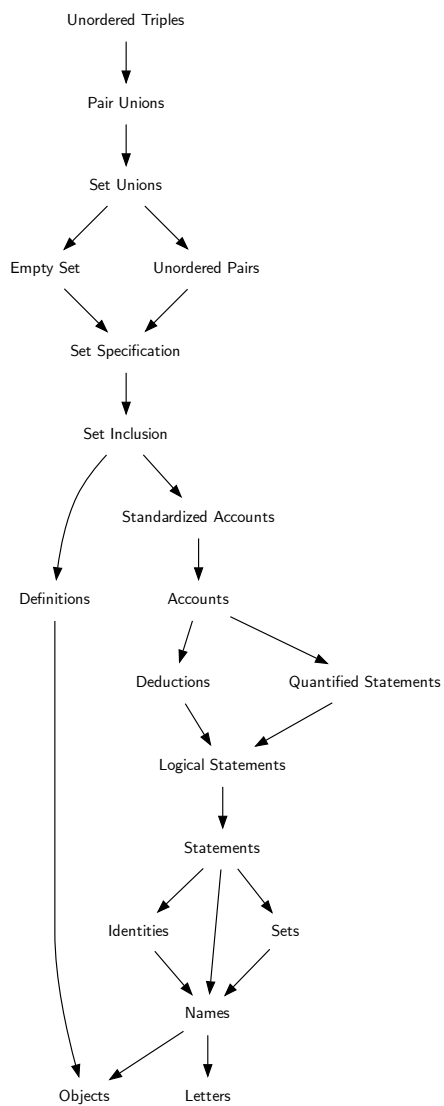 Unordered Triples
Pair Unions
Set Unions
Empty Set
Unordered Pairs
Set Specification
Set Inclusion
Standardized Accounts
Definitions
Accounts
Deductions
Quantified Statements
Logical Statements
Statements
Identities
Sets
Names
Objects
Letters